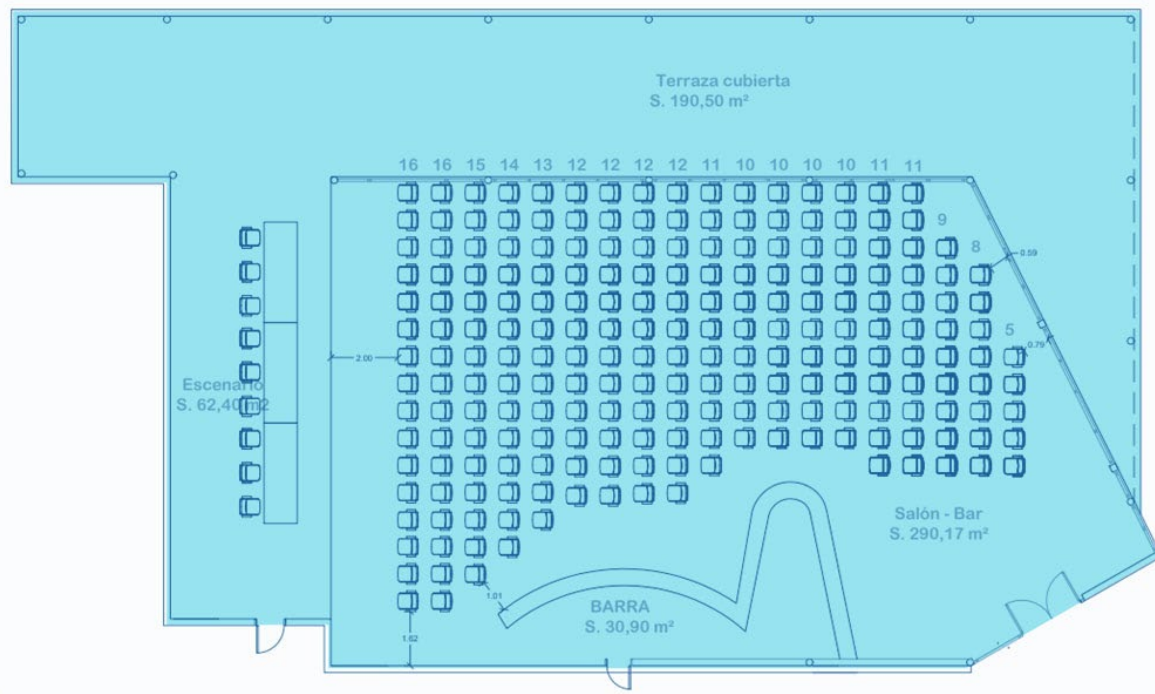 Terraza cubierta
S. 190,50 m²
16 16 15 14 13 12 12 12 12 11 10 10 10 10 11 11
9
8
0.59
5
0.79
2.00
Escenario
S. 62,40 m2
Salón - Bar
S. 290,17 m²
1.01
BARRA
S. 30,90 m²
1.62